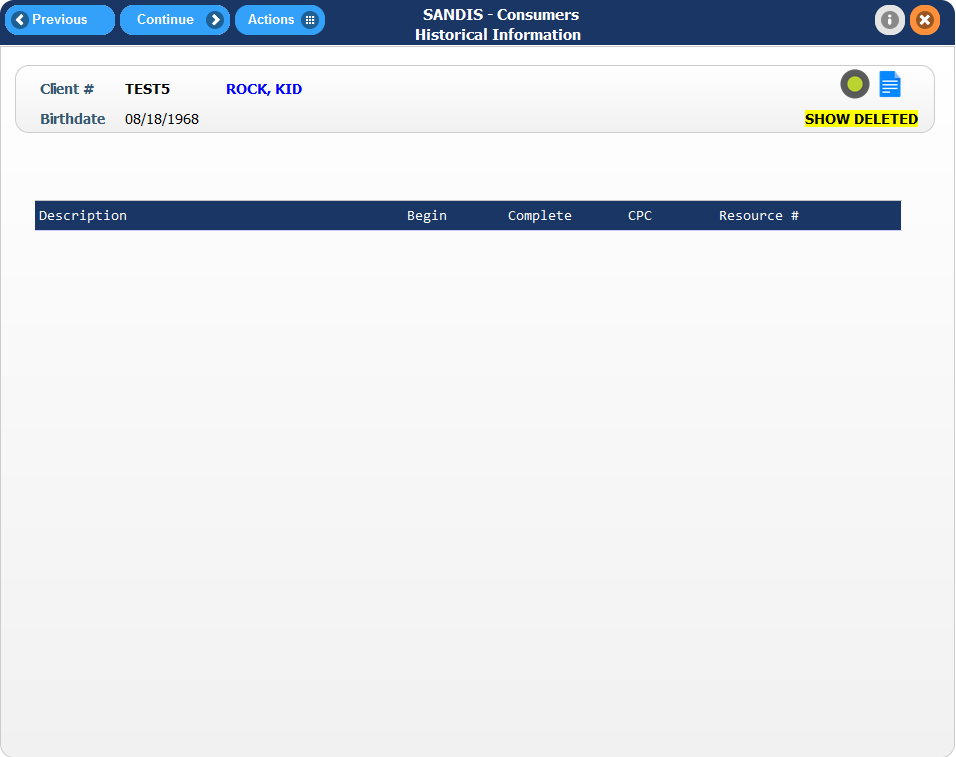 Previous Continue Actions
SANDIS - Consumers
Historical Information
Client # TEST5 ROCK, KID
Birthdate 08/18/1968 SHOW DELETED
Description Begin Complete CPC Resource #